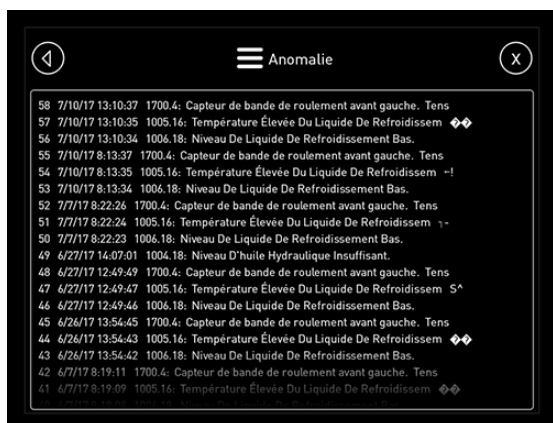 Anomalie
X
58 7/10/17 13:10:37 1700.4: Capteur de bande de roulement avant gauche. Tens
57 7/10/17 13:10:35 1005.16: Température Élevée Du Liquide De Refroidissem ��
56 7/10/17 13:10:34 1006.18: Niveau De Liquide De Refroidissement Bas.
55 7/10/17 8:13:37 1700.4: Capteur de bande de roulement avant gauche. Tens
54 7/10/17 8:13:35 1005.16: Température Élevée Du Liquide De Refroidissem ←!
53 7/10/17 8:13:34 1006.18: Niveau De Liquide De Refroidissement Bas.
52 7/7/17 8:22:26 1700.4: Capteur de bande de roulement avant gauche. Tens
51 7/7/17 8:22:24 1005.16: Température Élevée Du Liquide De Refroidissem ┐-
50 7/7/17 8:22:23 1006.18: Niveau De Liquide De Refroidissement Bas.
49 6/27/17 14:07:01 1004.18: Niveau D'huile Hydraulique Insuffisant.
48 6/27/17 12:49:49 1700.4: Capteur de bande de roulement avant gauche. Tens
47 6/27/17 12:49:47 1005.16: Température Élevée Du Liquide De Refroidissem S^
46 6/27/17 12:49:46 1006.18: Niveau De Liquide De Refroidissement Bas.
45 6/26/17 13:54:45 1700.4: Capteur de bande de roulement avant gauche. Tens
44 6/26/17 13:54:43 1005.16: Température Élevée Du Liquide De Refroidissem ��
43 6/26/17 13:54:42 1006.18: Niveau De Liquide De Refroidissement Bas.
42 6/7/17 8:19:11 1700.4: Capteur de bande de roulement avant gauche. Tens
41 6/7/17 8:19:09 1005.16: Température Élevée Du Liquide De Refroidissem ��